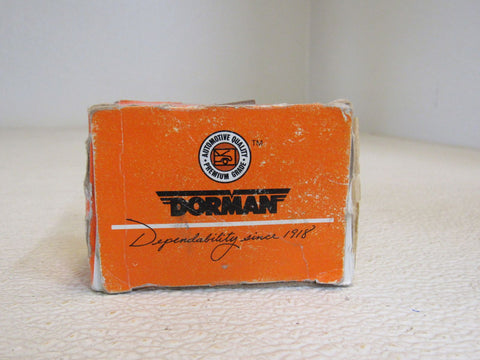 AUTOMOTIVE QUALITY
PREMIUM GRADE
TM
DORMAN
Dependability since 1918